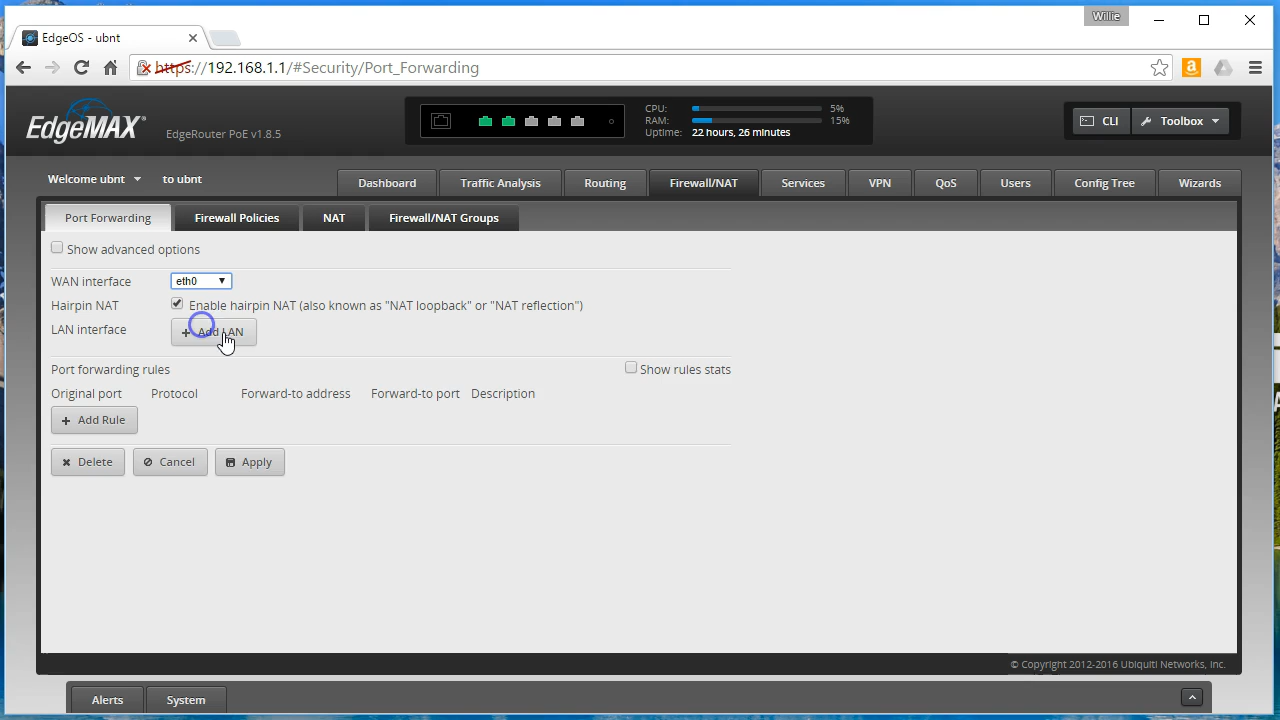 Willie
EdgeOS - ubnt
https://192.168.1.1/#Security/Port_Forwarding
EdgeMAX
EdgeRouter PoE v1.8.5
CPU: 5%
RAM: 15%
Uptime: 22 hours, 26 minutes
CLI
Toolbox
Welcome ubnt to ubnt
Dashboard Traffic Analysis Routing Firewall/NAT Services VPN QoS Users Config Tree Wizards
Port Forwarding Firewall Policies NAT Firewall/NAT Groups
Show advanced options
WAN interface eth0
Hairpin NAT Enable hairpin NAT (also known as "NAT loopback" or "NAT reflection")
LAN interface + Add LAN
Port forwarding rules Show rules stats
Original port Protocol Forward-to address Forward-to port Description
+ Add Rule
Delete Cancel Apply
© Copyright 2012-2016 Ubiquiti Networks, Inc.
Alerts System